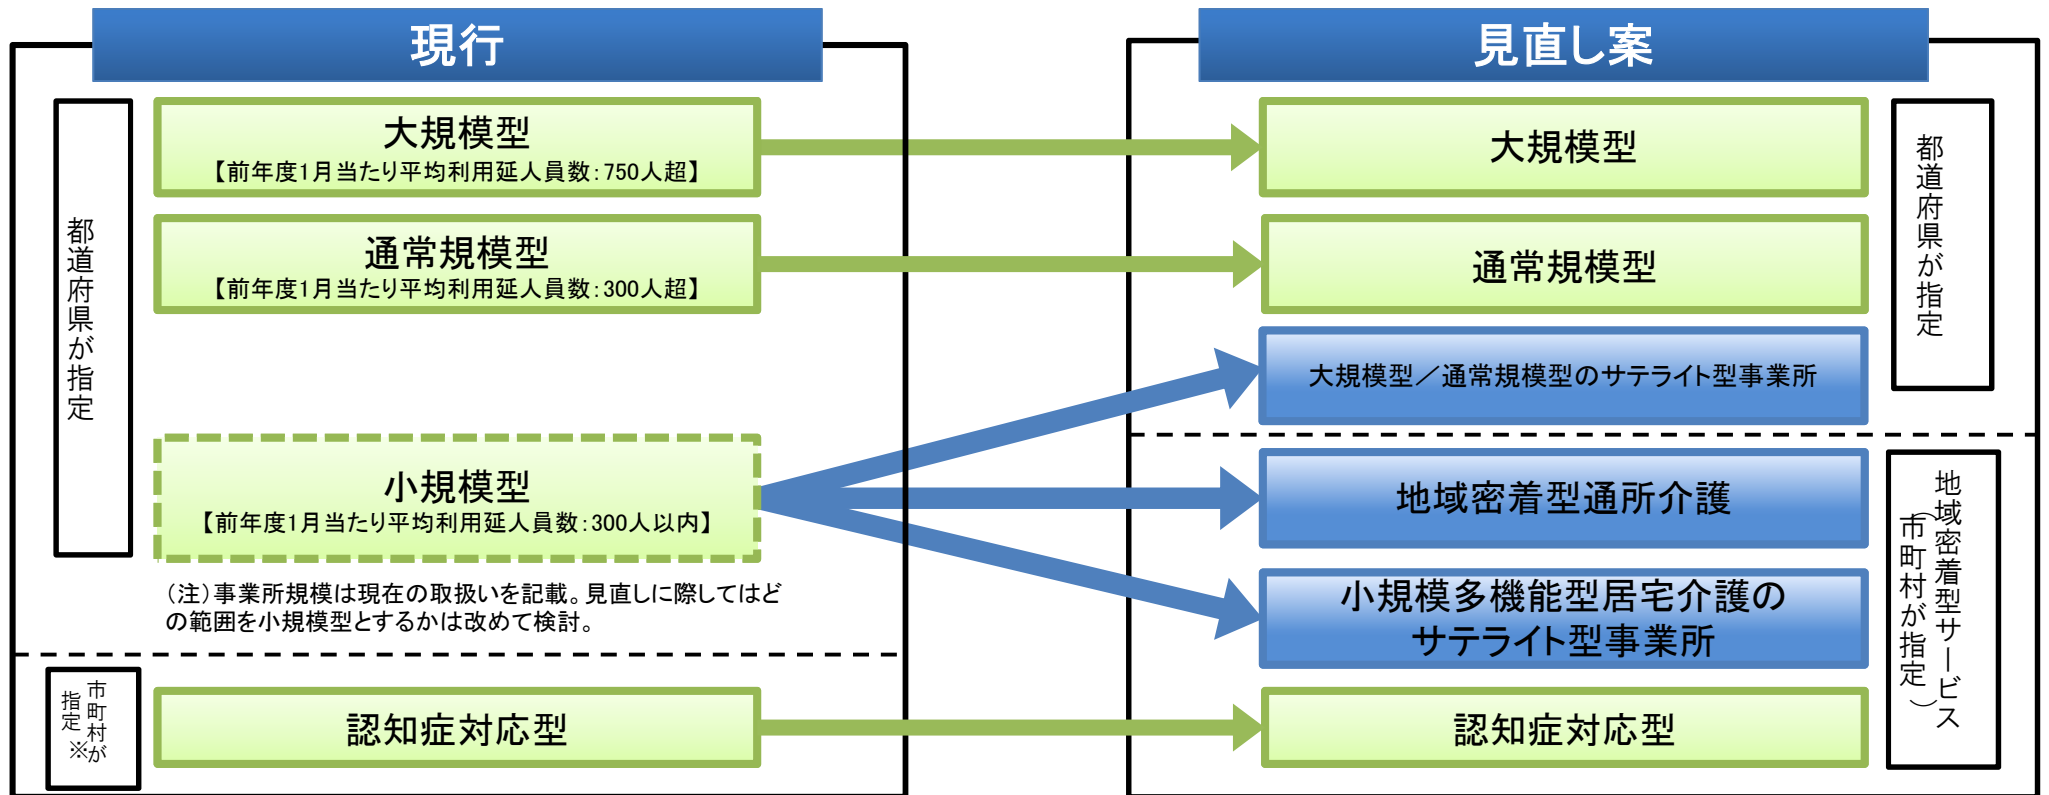 現行
都道府県が指定
大規模型
【前年度1月当たり平均利用延人員数：750人超】
通常規模型
【前年度1月当たり平均利用延人員数：300人超】
小規模型
【前年度1月当たり平均利用延人員数：300人以内】
（注）事業所規模は現在の取扱いを記載。見直しに際してはど
の範囲を小規模型とするかは改めて検討。
市町村が
指定　※
認知症対応型
見直し案
大規模型
通常規模型
大規模型／通常規模型のサテライト型事業所
都道府県が指定
地域密着型通所介護
小規模多機能型居宅介護の
サテライト型事業所
認知症対応型
地域密着型サービス
（市町村が指定）